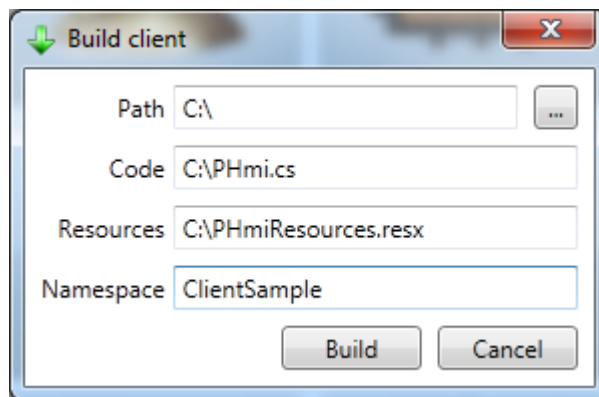 Build client
Path C:\ ...
Code C:\PHmi.cs
Resources C:\PHmiResources.resx
Namespace ClientSample
Build Cancel